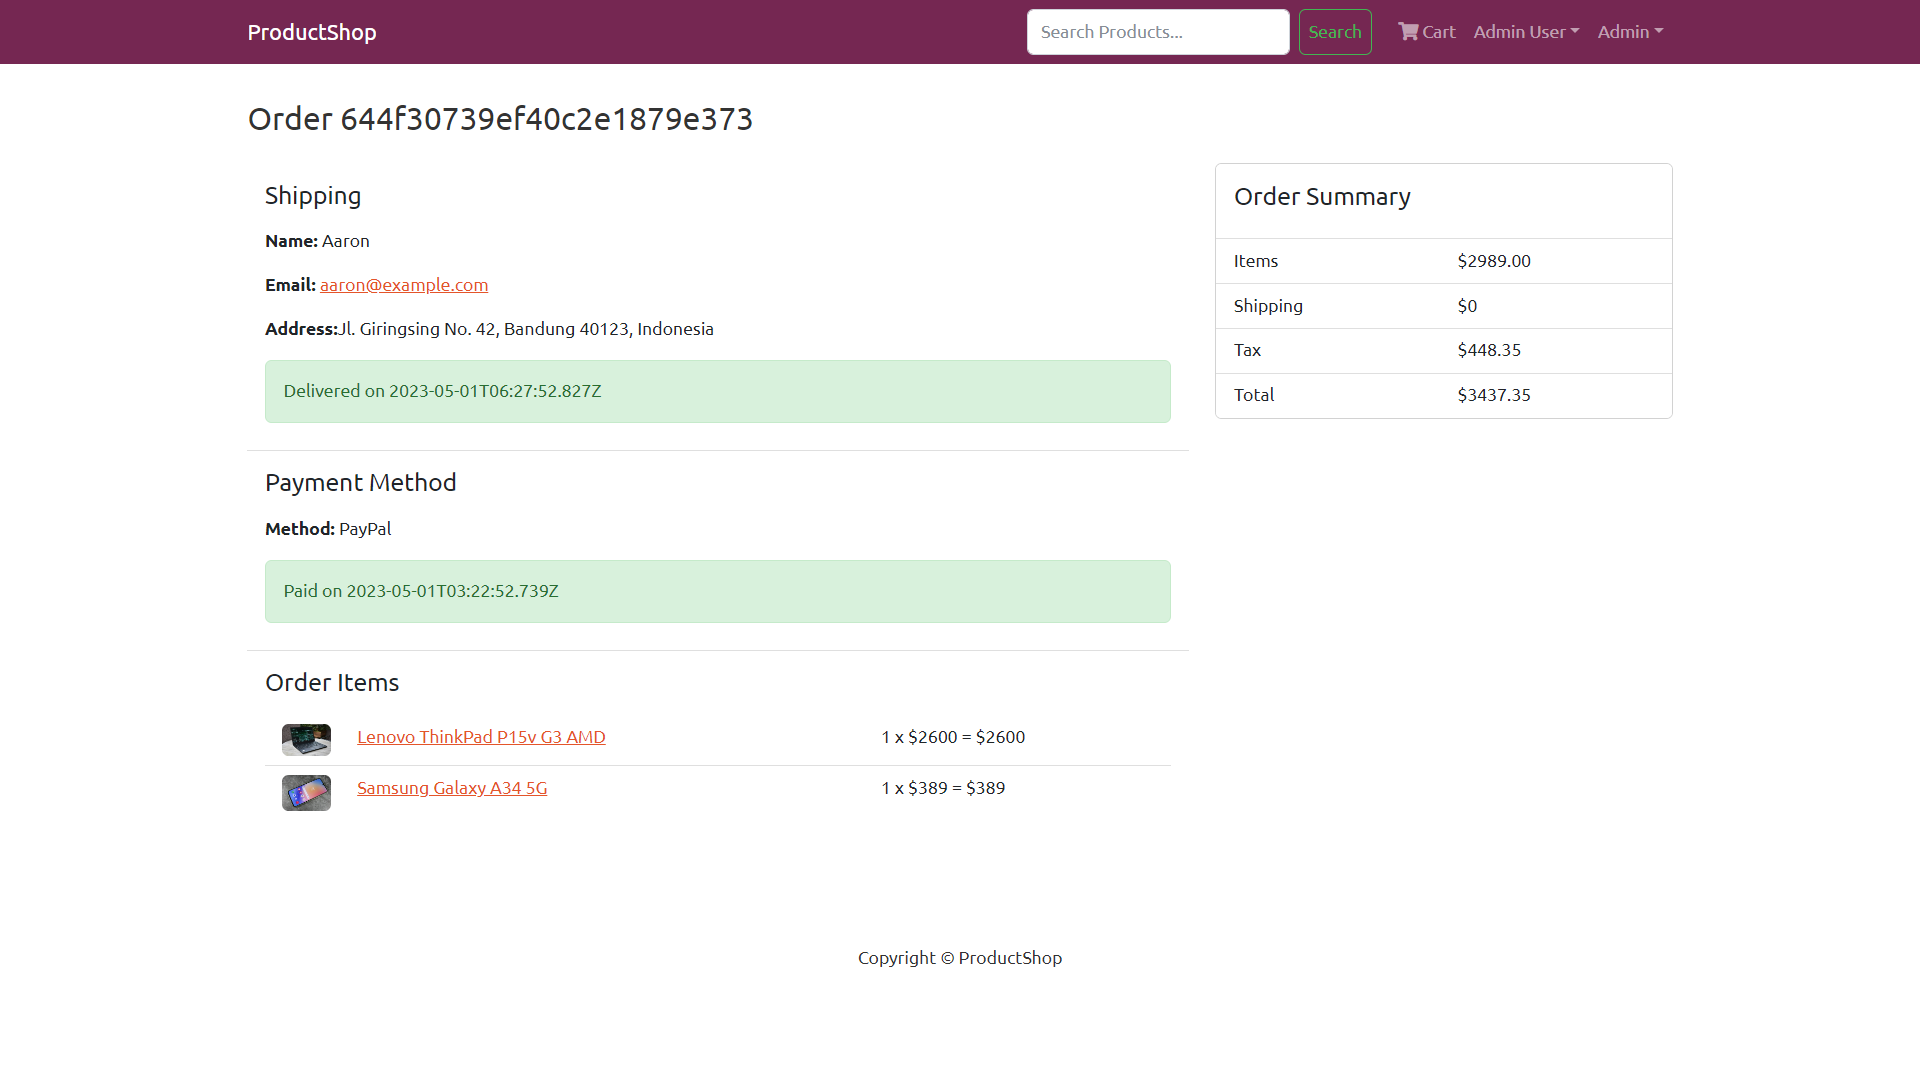 ProductShop
Search Products...
Search
Cart
Admin User
Admin
Order 644f30739ef40c2e1879e373
Shipping
Name: Aaron
Email: aaron@example.com
Address:Jl. Giringsing No. 42, Bandung 40123, Indonesia
Delivered on 2023-05-01T06:27:52.827Z
Payment Method
Method: PayPal
Paid on 2023-05-01T03:22:52.739Z
Order Items
Lenovo ThinkPad P15v G3 AMD 1 x $2600 = $2600
Samsung Galaxy A34 5G 1 x $389 = $389
Order Summary
Items $2989.00
Shipping $0
Tax $448.35
Total $3437.35
Copyright © ProductShop